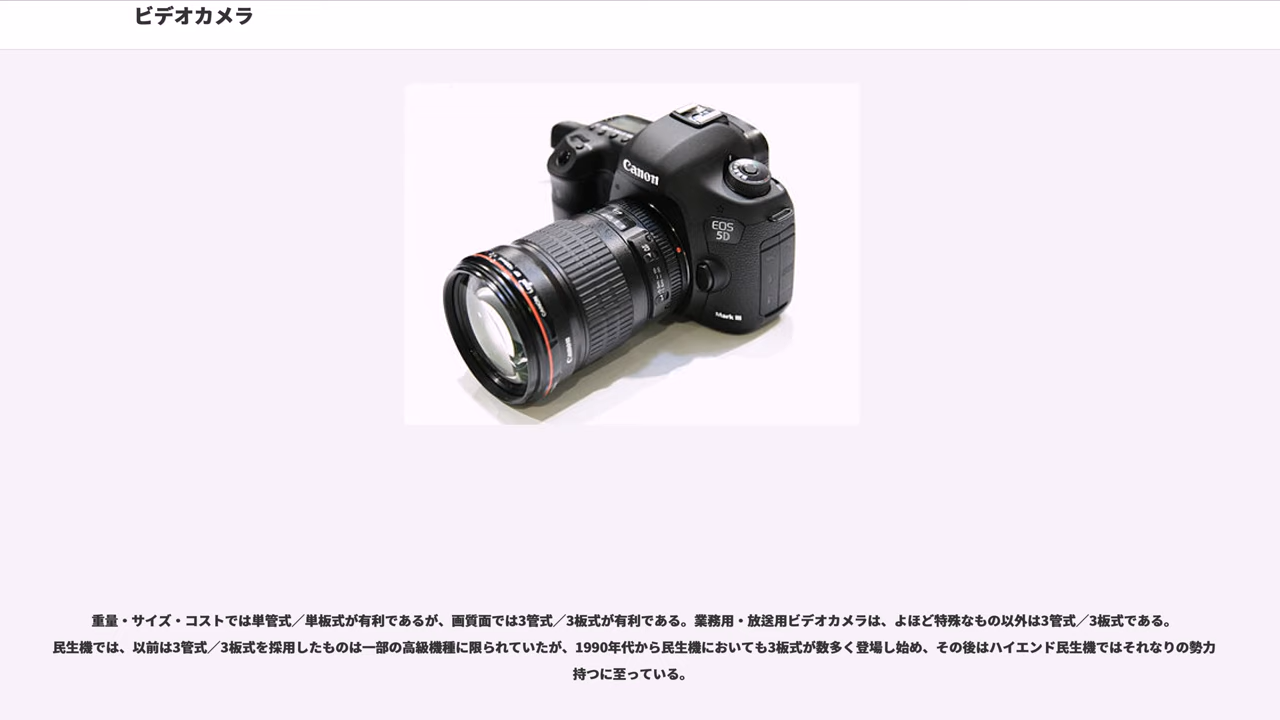 ビデオカメラ
Canon
EOS
5D
Mark III
Canon
重量・サイズ・コストでは単管式／単板式が有利であるが、画質面では3管式／3板式が有利である。業務用・放送用ビデオカメラは、よほど特殊なもの以外は3管式／3板式である。
民生機では、以前は3管式／3板式を採用したものは一部の高級機種に限られていたが、1990年代から民生機においても3板式が数多く登場し始め、その後はハイエンド民生機ではそれなりの勢力
持つに至っている。